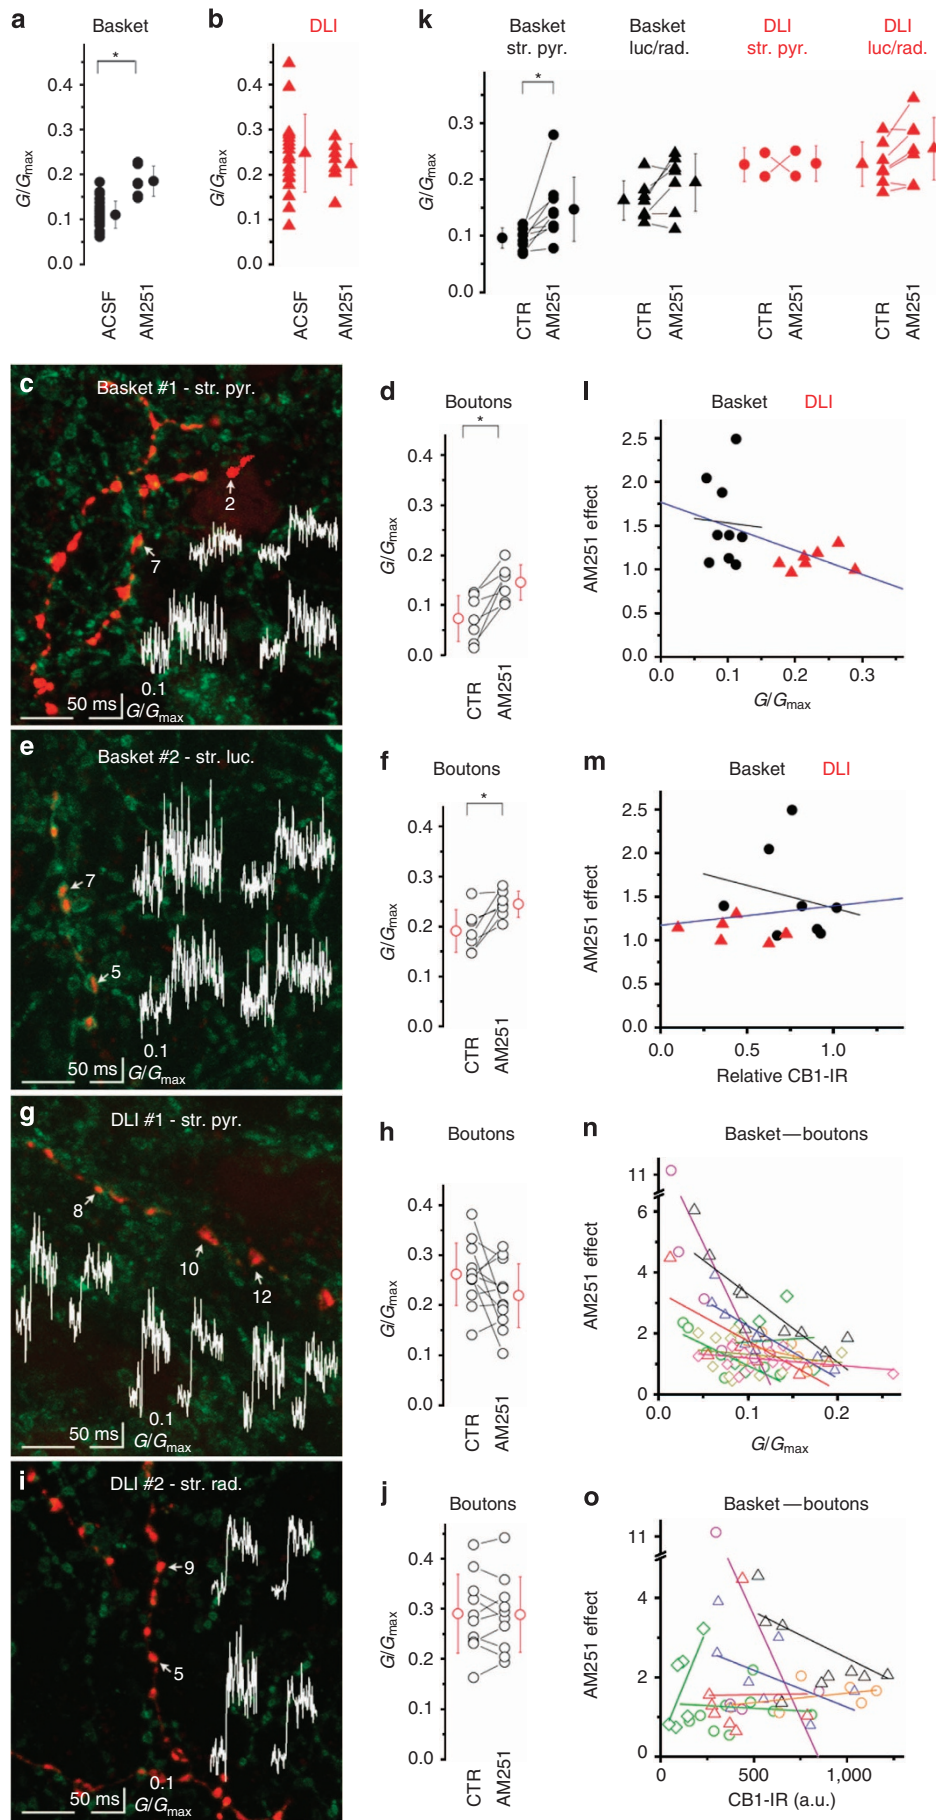 a
Basket
*
0.4
0.3
0.2
0.1
0.0
G/Gmax
ACSF
AM251
b
DLI
0.4
0.3
0.2
0.1
0.0
G/Gmax
ACSF
AM251
k
Basket
str. pyr.
Basket
luc/rad.
DLI
str. pyr.
DLI
luc/rad.
*
0.3
0.2
0.1
0.0
G/Gmax
CTR
AM251
CTR
AM251
CTR
AM251
CTR
AM251
c
Basket #1 - str. pyr.
2
7
50 ms
0.1
G/Gmax
d
Boutons
*
0.4
0.3
0.2
0.1
0.0
G/Gmax
CTR
AM251
l
Basket DLI
2.5
2.0
1.5
1.0
0.5
0.0
AM251 effect
0.0 0.1 0.2 0.3
G/Gmax
e
Basket #2 - str. luc.
7
5
50 ms
0.1
G/Gmax
f
Boutons
*
0.4
0.3
0.2
0.1
0.0
G/Gmax
CTR
AM251
m
Basket DLI
2.5
2.0
1.5
1.0
0.5
0.0
AM251 effect
0.0 0.5 1.0
Relative CB1-IR
g
DLI #1 - str. pyr.
8
10
12
50 ms
0.1
G/Gmax
h
Boutons
0.4
0.3
0.2
0.1
0.0
G/Gmax
CTR
AM251
n
Basket—boutons
11
6
4
2
0
AM251 effect
0.0 0.1 0.2
G/Gmax
i
DLI #2 - str. rad.
9
5
50 ms
0.1
G/Gmax
j
Boutons
0.4
0.3
0.2
0.1
0.0
G/Gmax
CTR
AM251
o
Basket—boutons
11
4
2
0
AM251 effect
0 500 1,000
CB1-IR (a.u.)